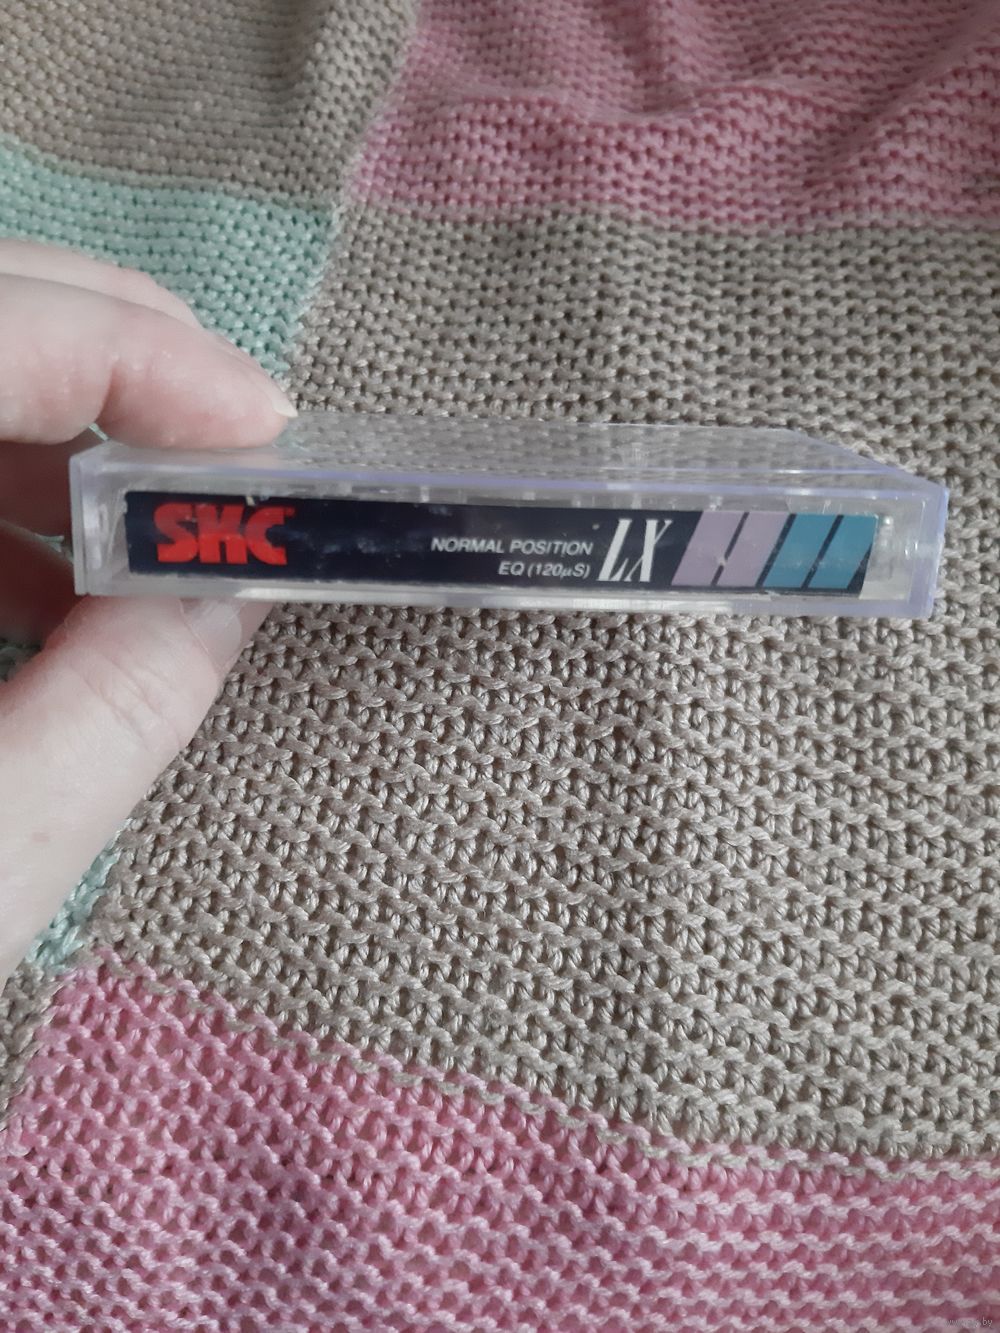 SKC
NORMAL POSITION
EQ (120µS)
LX